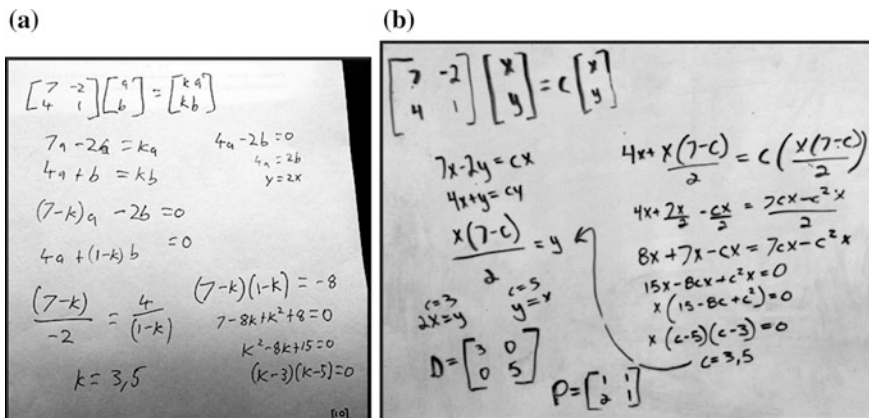 (a)
[7 -2; 4 1] [a; b] = [ka; kb]
7a - 2a = ka
4a + b = kb
(7-k)a - 2b = 0
4a + (1-k)b = 0
(7-k)/-2 = 4/(1-k)
k = 3,5
4a - 2b = 0
4a = 2b
y = 2x
(7-k)(1-k) = -8
7-8k+k²+8=0
k²-8k+15=0
(k-3)(k-5)=0
[10]
(b)
[7 -2; 4 1] [x; y] = c [x; y]
7x-2y=cx
4x+y=cy
x(7-c)/2 = y
c=3
2x=y
c=5
y=x
D = [3 0; 0 5]
P = [1 1; 2 1]
4x + x(7-c)/2 = c(x(7-c)/2)
4x + 7x/2 - cx/2 = 7cx-c²x/2
8x+7x-cx=7cx-c²x
15x-8cx+c²x=0
x(15-8c+c²)=0
x(c-5)(c-3)=0
c=3,5